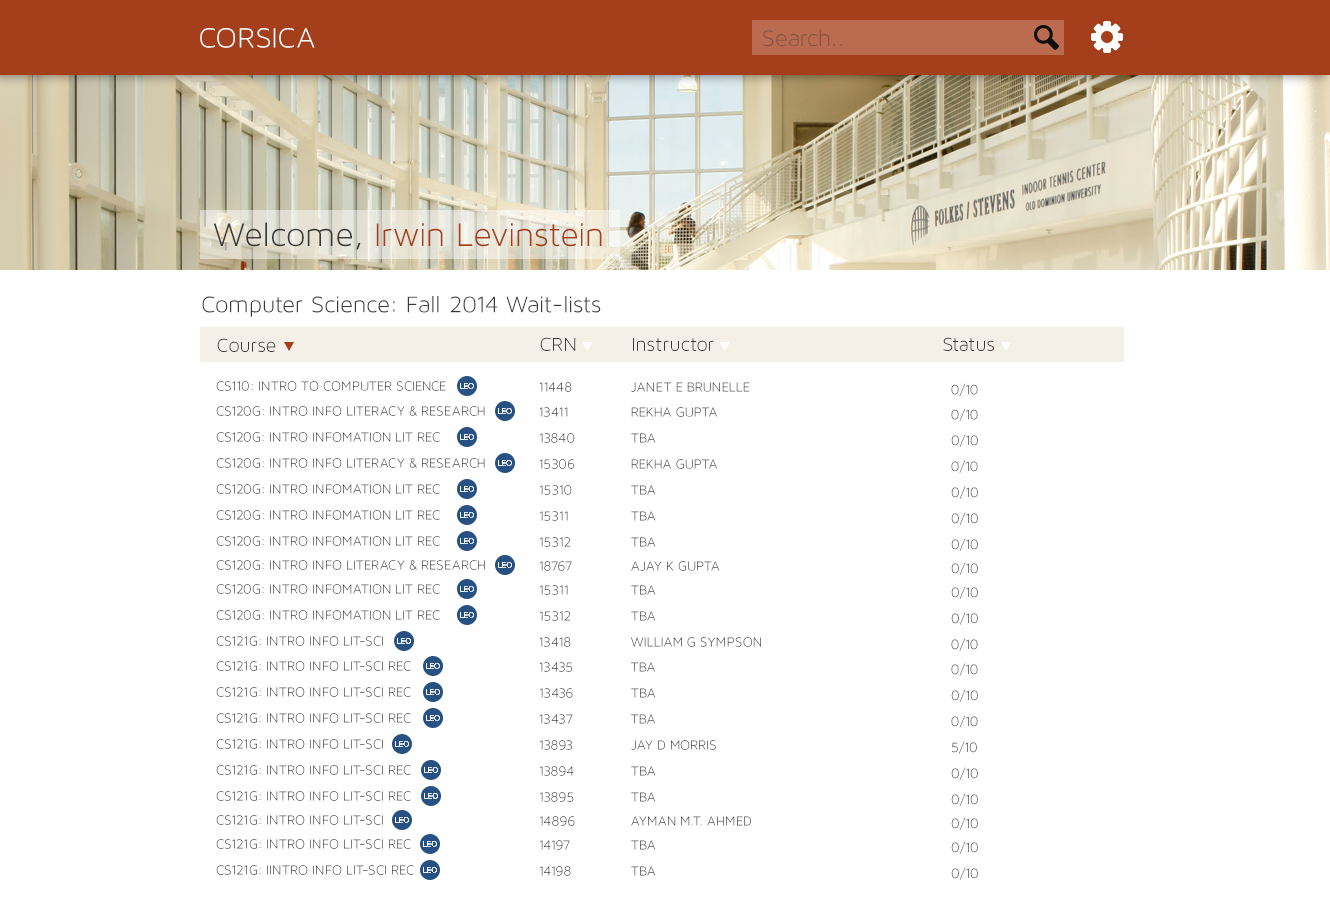 CORSICA
Search..
FOLKES / STEVENS INDOOR TENNIS CENTER
OLD DOMINION UNIVERSITY
Welcome, Irwin Levinstein
Computer Science: Fall 2014 Wait-lists
Course CRN Instructor Status
CS110: INTRO TO COMPUTER SCIENCE LEO 11448 JANET E BRUNELLE 0/10
CS120G: INTRO INFO LITERACY & RESEARCH LEO 13411 REKHA GUPTA 0/10
CS120G: INTRO INFOMATION LIT REC LEO 13840 TBA 0/10
CS120G: INTRO INFO LITERACY & RESEARCH LEO 15306 REKHA GUPTA 0/10
CS120G: INTRO INFOMATION LIT REC LEO 15310 TBA 0/10
CS120G: INTRO INFOMATION LIT REC LEO 15311 TBA 0/10
CS120G: INTRO INFOMATION LIT REC LEO 15312 TBA 0/10
CS120G: INTRO INFO LITERACY & RESEARCH LEO 18767 AJAY K GUPTA 0/10
CS120G: INTRO INFOMATION LIT REC LEO 15311 TBA 0/10
CS120G: INTRO INFOMATION LIT REC LEO 15312 TBA 0/10
CS121G: INTRO INFO LIT-SCI LEO 13418 WILLIAM G SYMPSON 0/10
CS121G: INTRO INFO LIT-SCI REC LEO 13435 TBA 0/10
CS121G: INTRO INFO LIT-SCI REC LEO 13436 TBA 0/10
CS121G: INTRO INFO LIT-SCI REC LEO 13437 TBA 0/10
CS121G: INTRO INFO LIT-SCI LEO 13893 JAY D MORRIS 5/10
CS121G: INTRO INFO LIT-SCI REC LEO 13894 TBA 0/10
CS121G: INTRO INFO LIT-SCI REC LEO 13895 TBA 0/10
CS121G: INTRO INFO LIT-SCI LEO 14896 AYMAN M.T. AHMED 0/10
CS121G: INTRO INFO LIT-SCI REC LEO 14197 TBA 0/10
CS121G: IINTRO INFO LIT-SCI REC LEO 14198 TBA 0/10